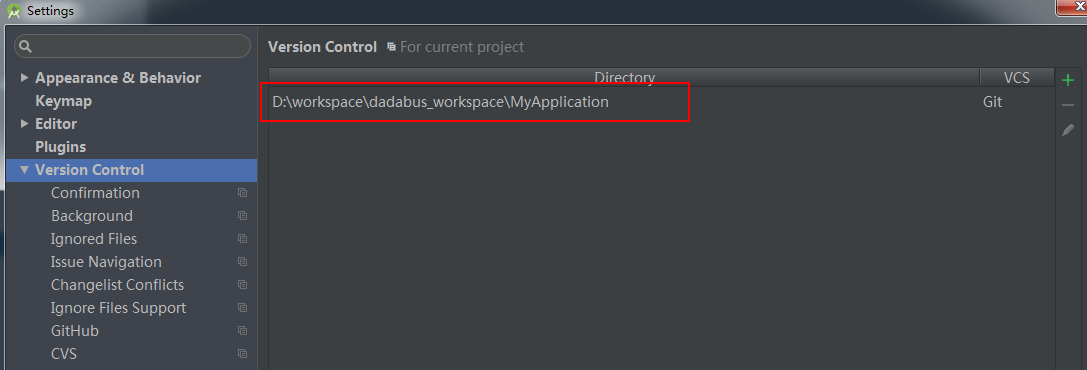 Settings
Version Control For current project
Appearance & Behavior
Keymap
Editor
Plugins
Version Control
Confirmation
Background
Ignored Files
Issue Navigation
Changelist Conflicts
Ignore Files Support
GitHub
CVS
Directory VCS
D:\workspace\dadabus_workspace\MyApplication Git